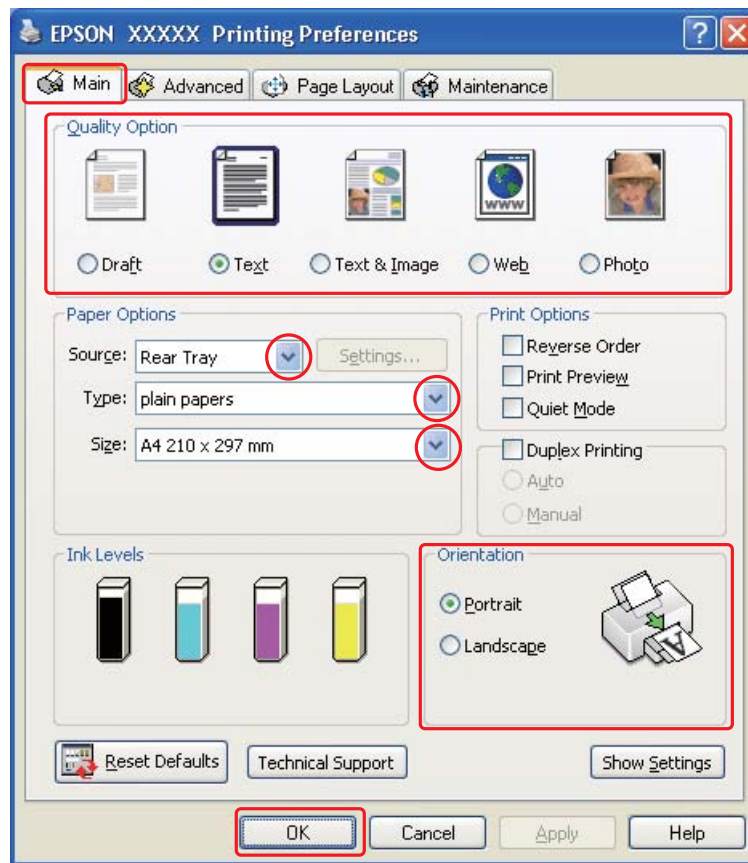 EPSON XXXXX Printing Preferences
Main Advanced Page Layout Maintenance
Quality Option
WWW
Draft Text Text & Image Web Photo
Paper Options
Source: Rear Tray Settings...
Type: plain papers
Size: A4 210 x 297 mm
Print Options
Reverse Order
Print Preview
Quiet Mode
Duplex Printing
Auto
Manual
Ink Levels
Orientation
Portrait
Landscape
A
Reset Defaults Technical Support Show Settings
OK Cancel Apply Help